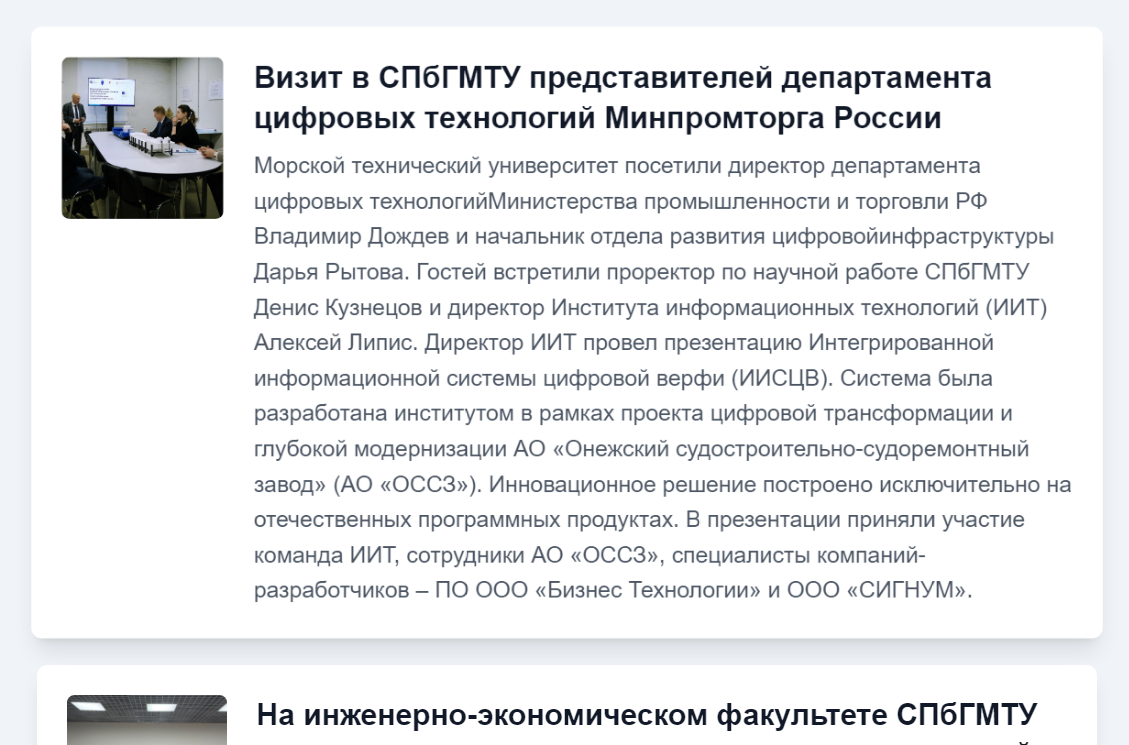 Визит в СПбГМТУ представителей департамента
цифровых технологий Минпромторга России
Морской технический университет посетили директор департамента
цифровых технологийМинистерства промышленности и торговли РФ
Владимир Дождев и начальник отдела развития цифровойинфраструктуры
Дарья Рытова. Гостей встретили проректор по научной работе СПбГМТУ
Денис Кузнецов и директор Института информационных технологий (ИИТ)
Алексей Липис. Директор ИИТ провел презентацию Интегрированной
информационной системы цифровой верфи (ИИСЦВ). Система была
разработана институтом в рамках проекта цифровой трансформации и
глубокой модернизации АО «Онежский судостроительно-судоремонтный
завод» (АО «ОССЗ»). Инновационное решение построено исключительно на
отечественных программных продуктах. В презентации приняли участие
команда ИИТ, сотрудники АО «ОССЗ», специалисты компаний-
разработчиков – ПО ООО «Бизнес Технологии» и ООО «СИГНУМ».
На инженерно-экономическом факультете СПбГМТУ